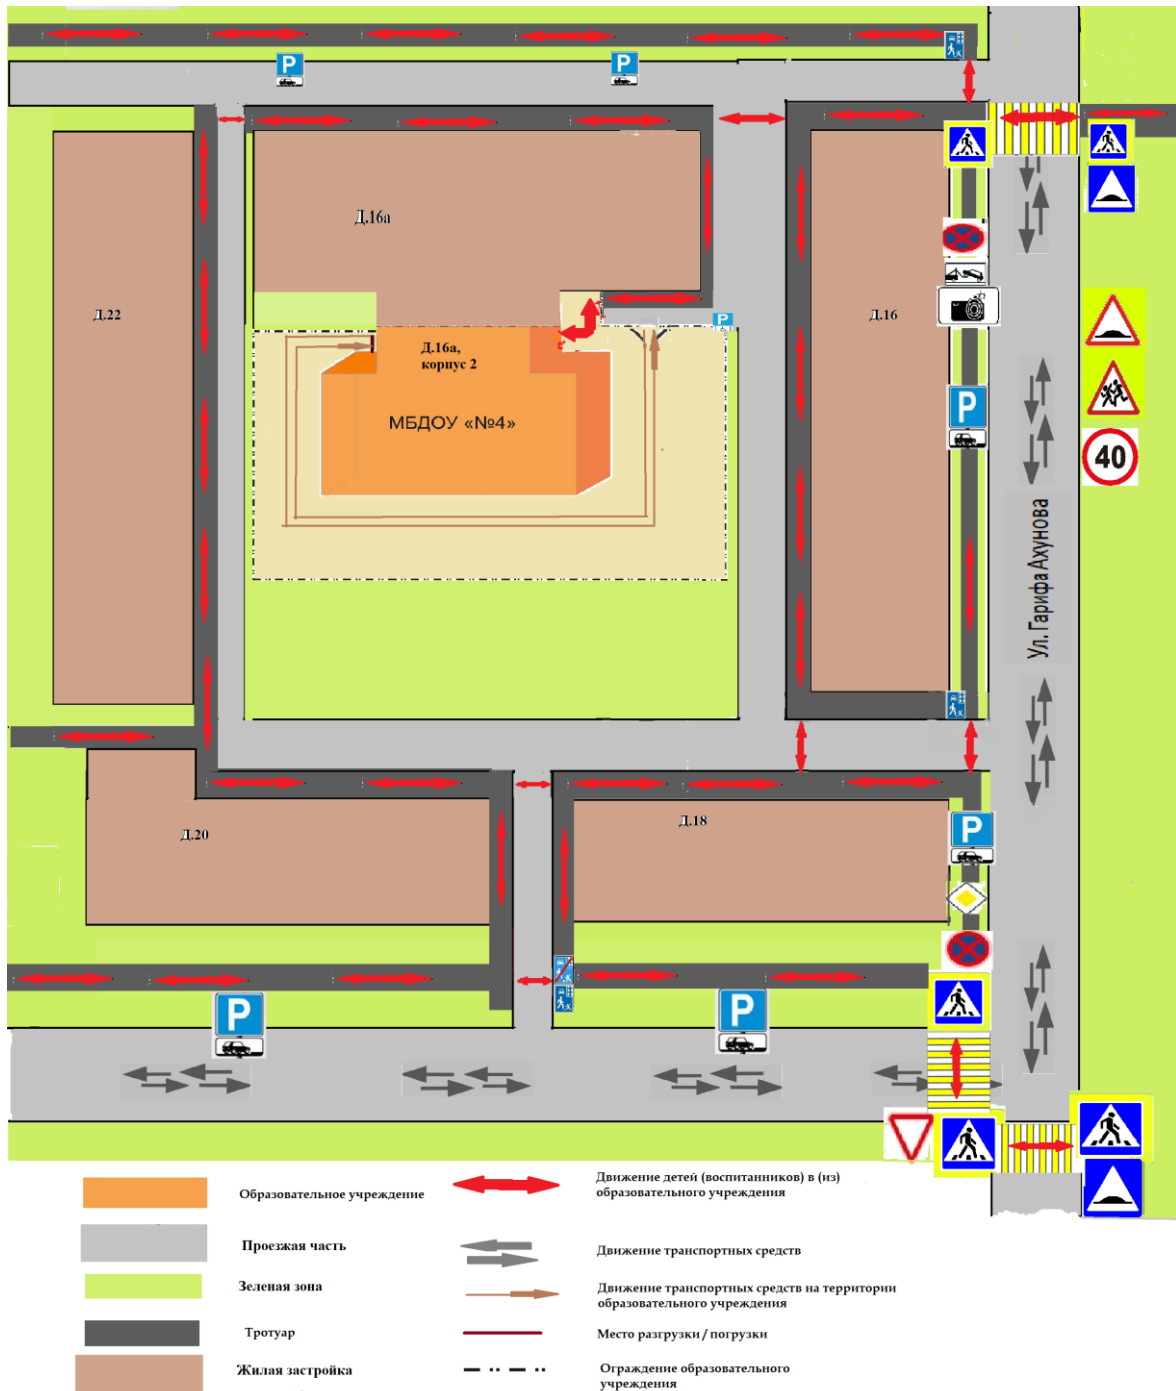 P
P
Д.16а
Д.22
Д.16
P
Д.16а,
корпус 2
МБДОУ «№4»
P
40
Ул. Гарифа Ахунова
Д.20
Д.18
P
P
P
Образовательное учреждение
Движение детей (воспитанников) в (из)
образовательного учреждения
Проезжая часть
Движение транспортных средств
Зеленая зона
Движение транспортных средств на территории
образовательного учреждения
Тротуар
Место разгрузки / погрузки
Жилая застройка
Ограждение образовательного
учреждения